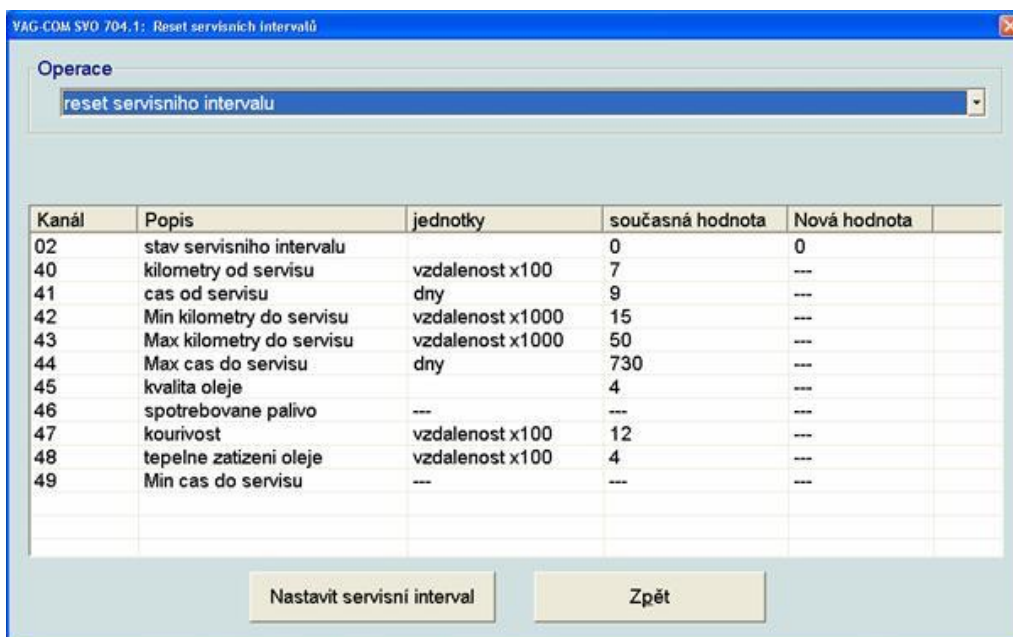 VAG-COM SVO 704.1: Reset servisních intervalů
Operace
reset servisniho intervalu
Kanál Popis jednotky současná hodnota Nová hodnota
02 stav servisniho intervalu 0 0
40 kilometry od servisu vzdalenost x100 7 ---
41 cas od servisu dny 9 ---
42 Min kilometry do servisu vzdalenost x1000 15 ---
43 Max kilometry do servisu vzdalenost x1000 50 ---
44 Max cas do servisu dny 730 ---
45 kvalita oleje 4 ---
46 spotrebovane palivo --- --- ---
47 kourivost vzdalenost x100 12 ---
48 tepelne zatizeni oleje vzdalenost x100 4 ---
49 Min cas do servisu --- --- ---
Nastavit servisní interval Zpět